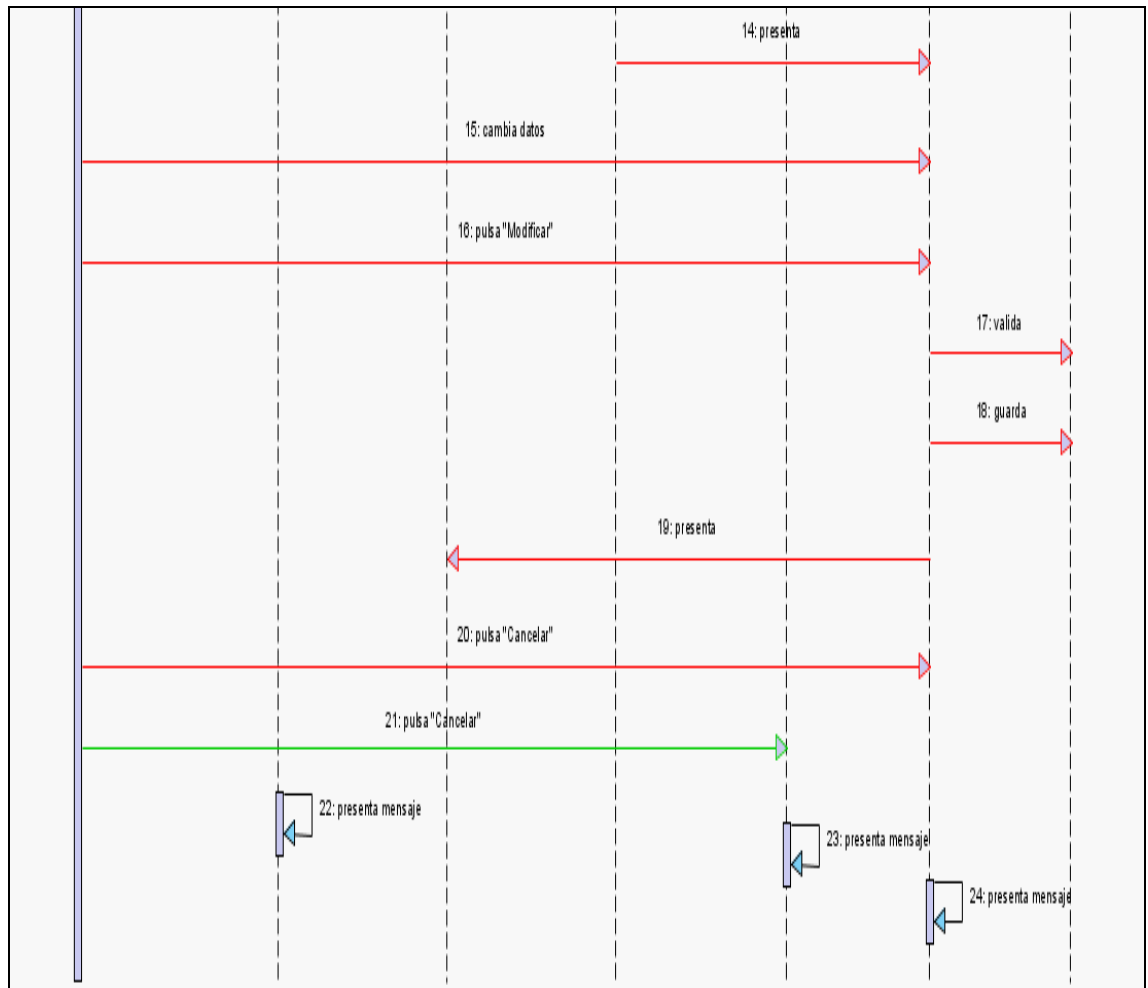 14: presenta
15: cambia datos
16: pulsa "Modificar"
17: valida
18: guarda
19: presenta
20: pulsa "Cancelar"
21: pulsa "Cancelar"
22: presenta mensaje
23: presenta mensaje
24: presenta mensaje